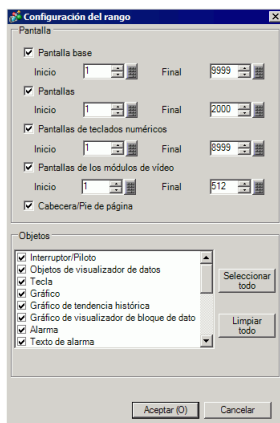 Configuración del rango
Pantalla
Pantalla base
Inicio 1 Final 9999
Pantallas
Inicio 1 Final 2000
Pantallas de teclados numéricos
Inicio 1 Final 8999
Pantallas de los módulos de vídeo
Inicio 1 Final 512
Cabecera/Pie de página
Objetos
Interruptor/Piloto
Objetos de visualizador de datos
Tecla
Gráfico
Gráfico de tendencia histórica
Gráfico de visualizador de bloque de dato
Alarma
Texto de alarma
Seleccionar
todo
Limpiar
todo
Aceptar (O) Cancelar